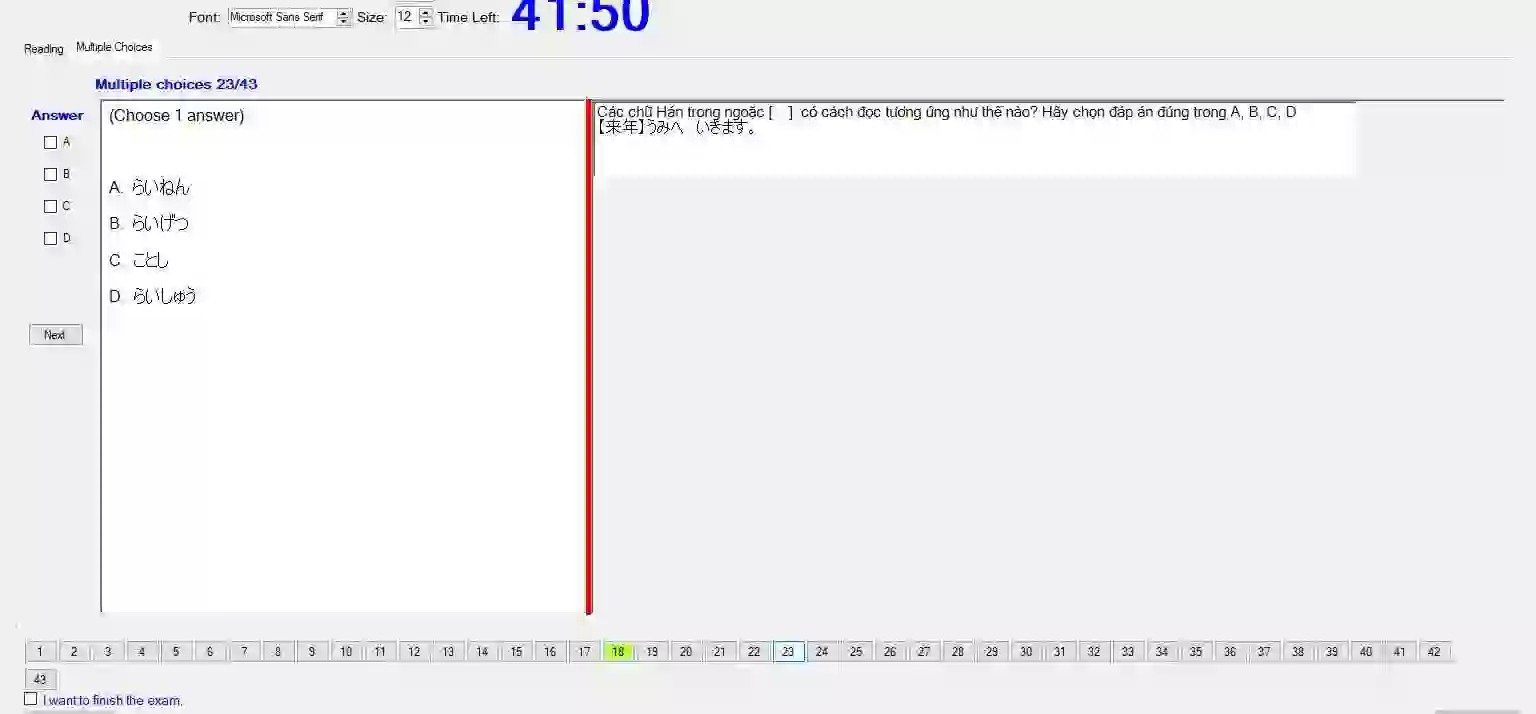 Font: Microsoft Sans Serif Size: 12 Time Left: 41:50
Reading Multiple Choices
Multiple choices 23/43
Answer
A
B
C
D
Next
(Choose 1 answer)
A. らいねん
B. らいげつ
C. ことし
D. らいしゅう
Các chữ Hán trong ngoặc [ ] có cách đọc tương ứng như thế nào? Hãy chọn đáp án đúng trong A, B, C, D
【来年】うみへ いきます。
1 2 3 4 5 6 7 8 9 10 11 12 13 14 15 16 17 18 19 20 21 22 23 24 25 26 27 28 29 30 31 32 33 34 35 36 37 38 39 40 41 42
43
I want to finish the exam.